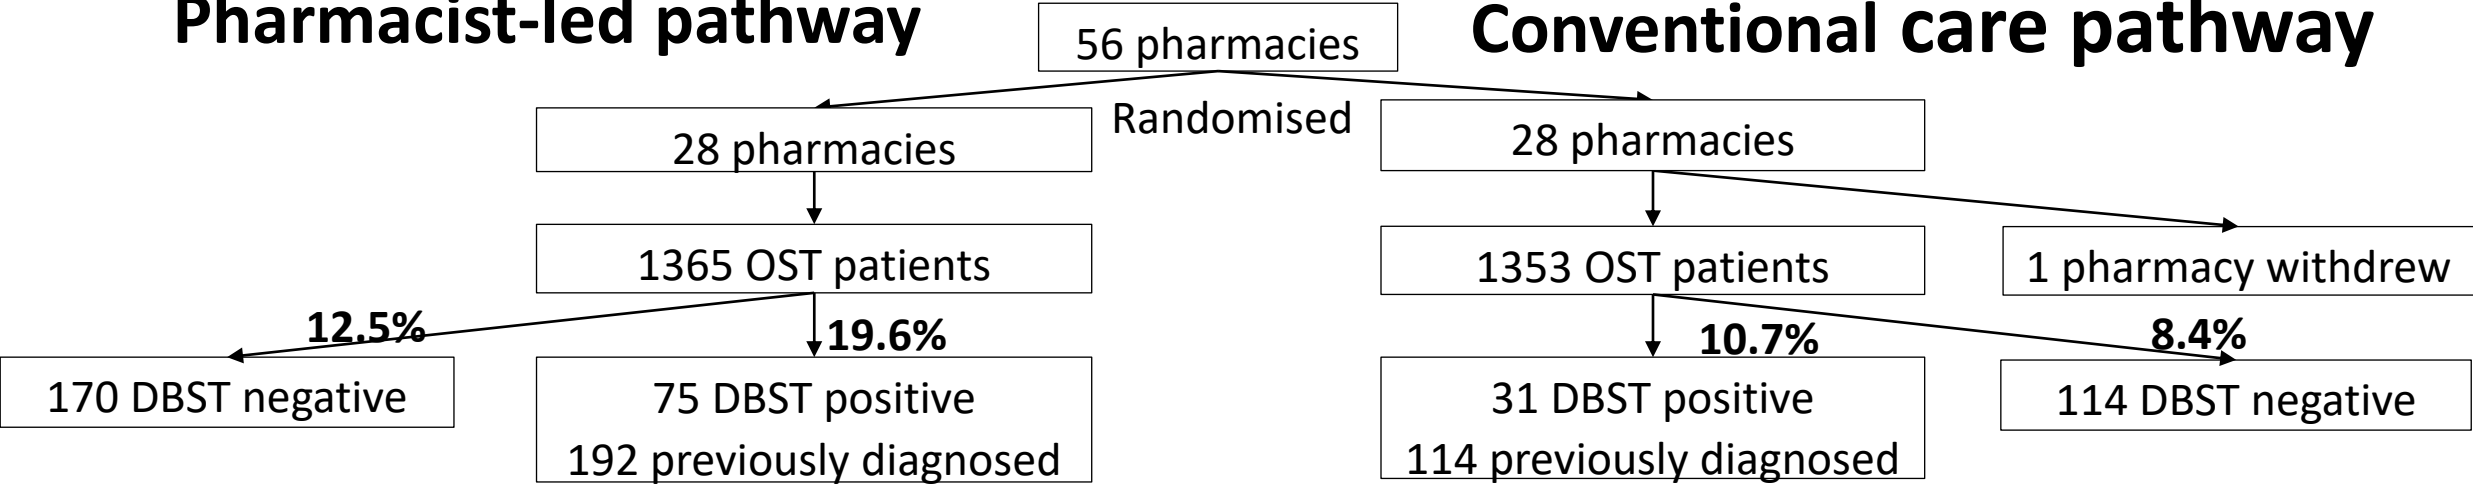 Pharmacist-led pathway
56 pharmacies
Conventional care pathway
Randomised
28 pharmacies
28 pharmacies
1365 OST patients
1353 OST patients
1 pharmacy withdrew
12.5%
19.6%
10.7%
8.4%
170 DBST negative
75 DBST positive
192 previously diagnosed
31 DBST positive
114 previously diagnosed
114 DBST negative